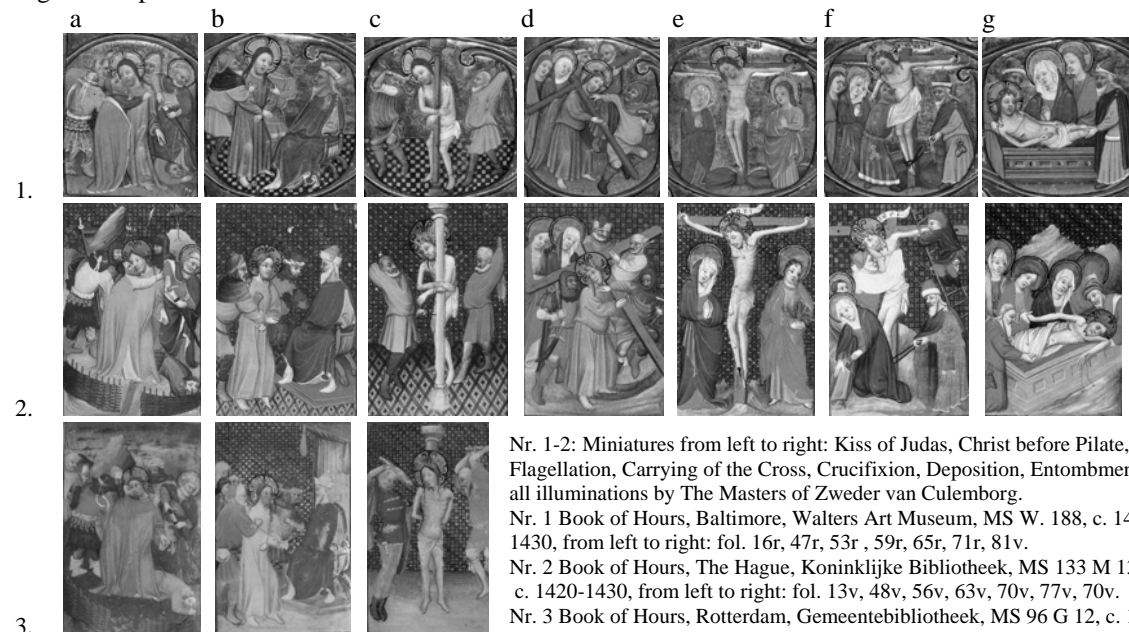 a b c d e f g
1.
2.
3.
Nr. 1-2: Miniatures from left to right: Kiss of Judas, Christ before Pilate,
Flagellation, Carrying of the Cross, Crucifixion, Deposition,
all illuminations by The Masters of Zweder van Culemborg.
Nr. 1 Book of Hours, Baltimore, Walters Art Museum, MS W. 188, c.
1430, from left to right: fol. 16r, 47r, 53r , 59r, 65r, 71r, 81v.
Nr. 2 Book of Hours, The Hague, Koninklijke Bibliotheek, MS 133 M
c. 1420-1430, from left to right: fol. 13v, 48v, 56v, 63v, 70v, 77v, 70v.
Nr. 3 Book of Hours, Rotterdam, Gemeentebibliotheek, MS 96 G 12, c.